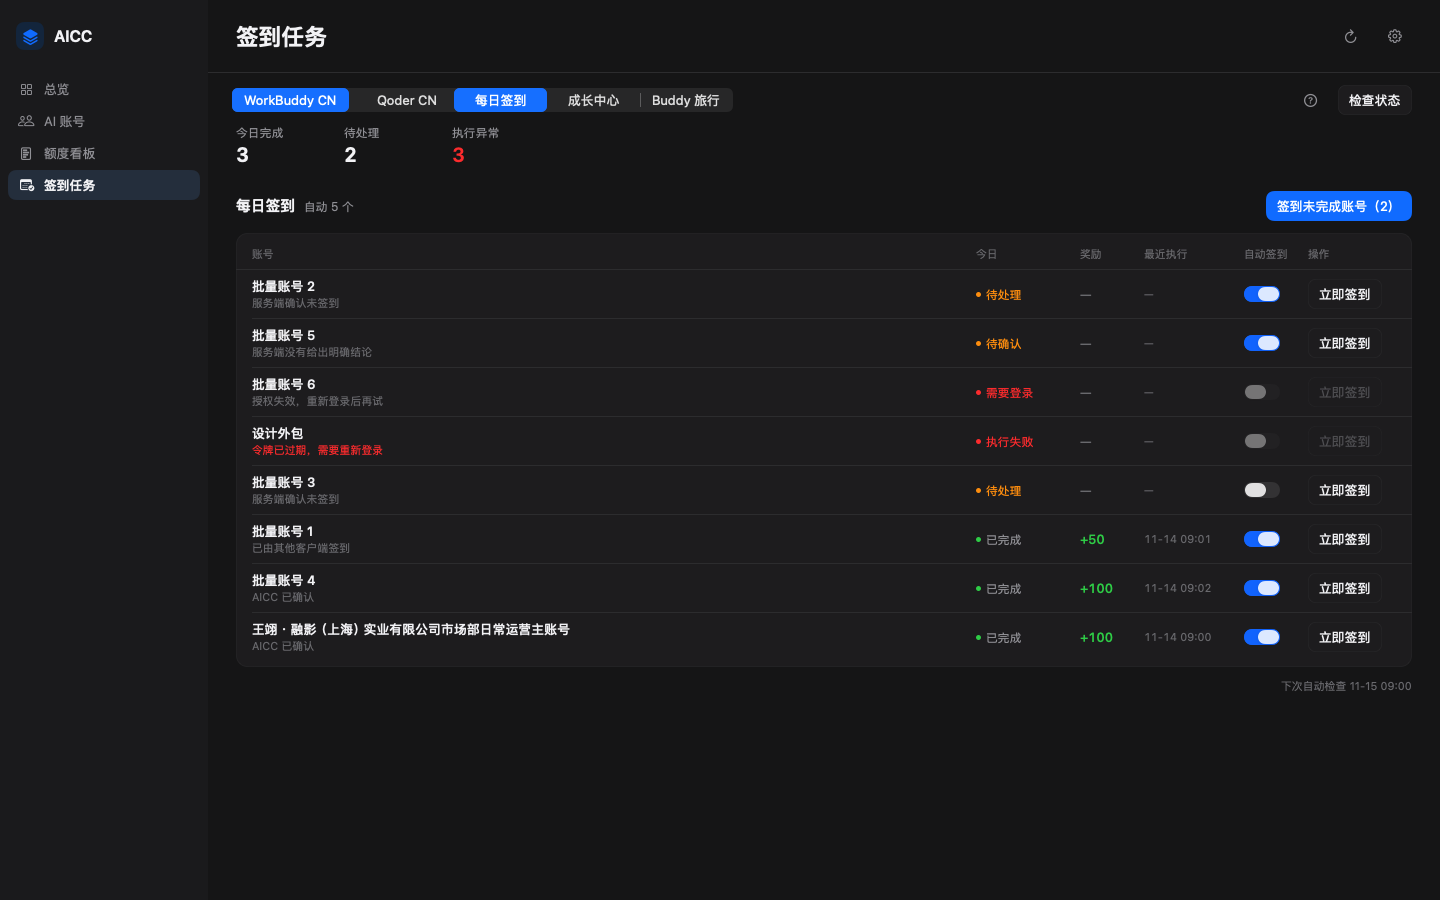 AICC
总览
AI 账号
额度看板
签到任务
签到任务
WorkBuddy CN
Qoder CN
每日签到
成长中心
Buddy 旅行
检查状态
今日完成
待处理
执行异常
3
2
3
每日签到 自动 5 个
签到未完成账号（2）
账号 今日 奖励 最近执行 自动签到 操作
批量账号 2
服务端确认未签到
待处理 — — 立即签到
批量账号 5
服务端没有给出明确结论
待确认 — — 立即签到
批量账号 6
授权失效，重新登录后再试
需要登录 — — 立即签到
设计外包
令牌已过期，需要重新登录
执行失败 — — 立即签到
批量账号 3
服务端确认未签到
待处理 — — 立即签到
批量账号 1
已由其他客户端签到
已完成 +50 11-14 09:01 立即签到
批量账号 4
AICC 已确认
已完成 +100 11-14 09:02 立即签到
王翊 · 融影（上海）实业有限公司市场部日常运营主账号
AICC 已确认
已完成 +100 11-14 09:00 立即签到
下次自动检查 11-15 09:00